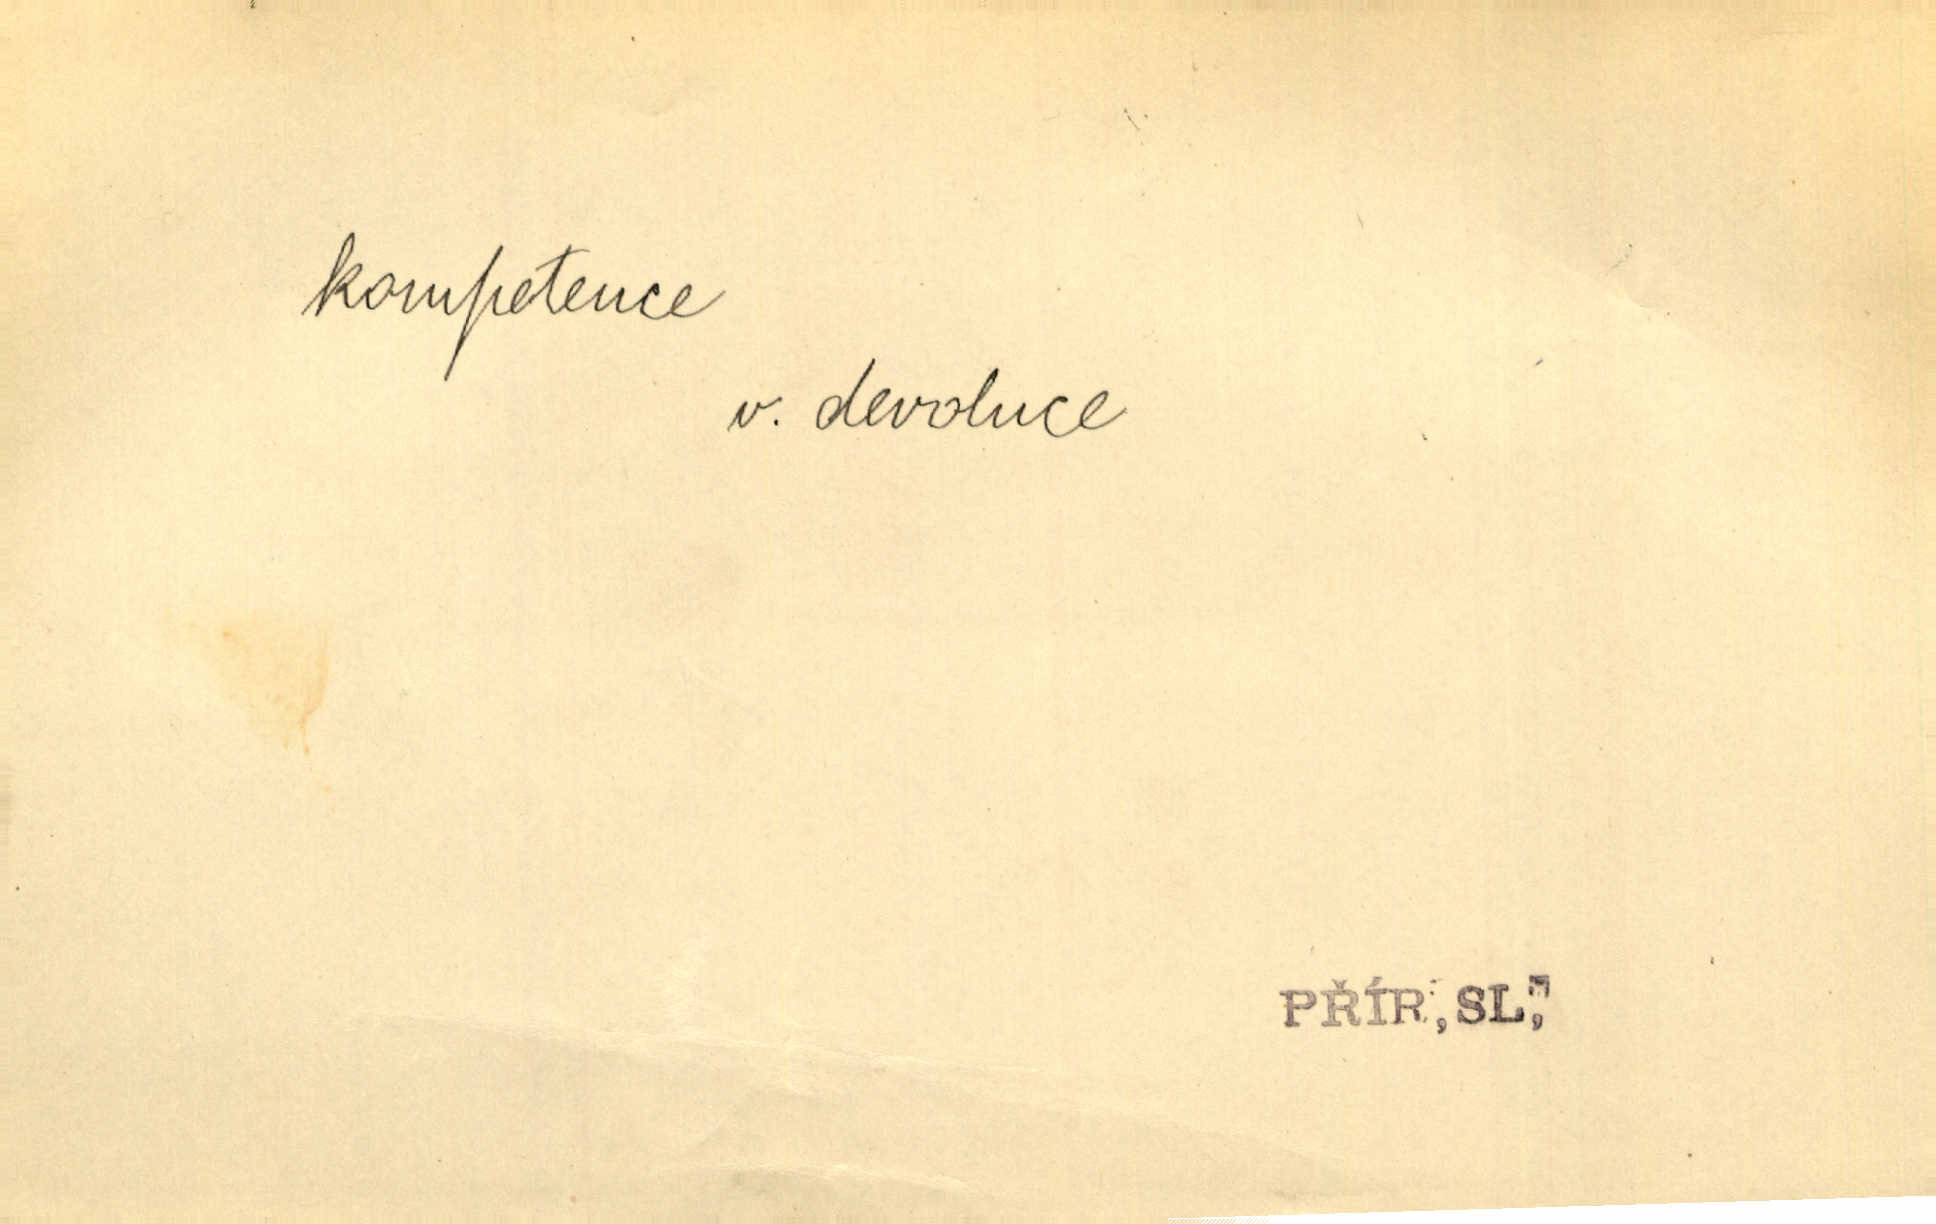 kompetence
v. devoluce
PŘÍR, SL,